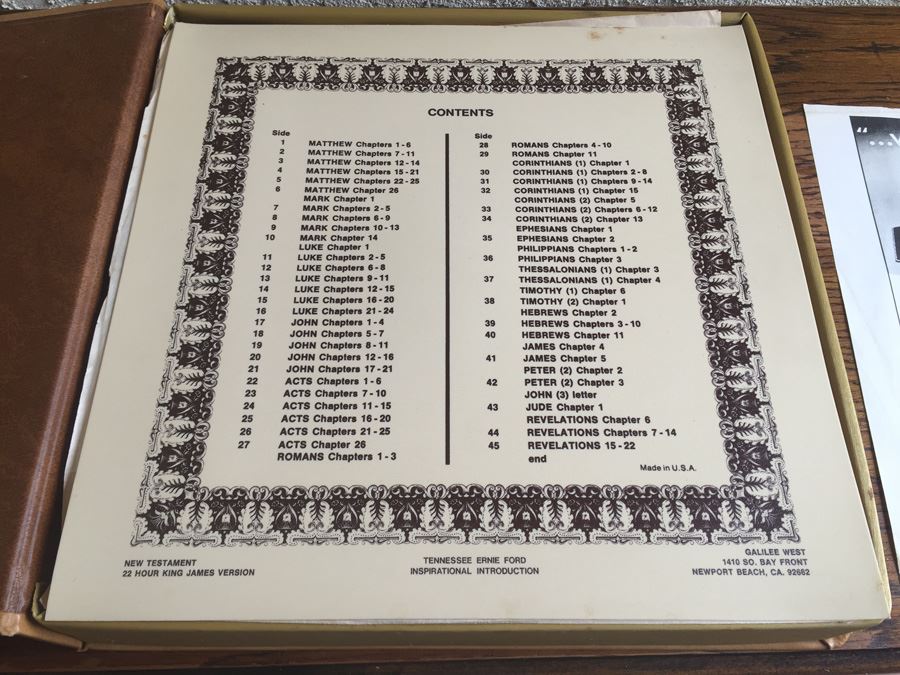 CONTENTS
Side
1 MATTHEW Chapters 1 - 6
2 MATTHEW Chapters 7 - 11
3 MATTHEW Chapters 12 - 14
4 MATTHEW Chapters 15 - 21
5 MATTHEW Chapters 22 - 25
6 MATTHEW Chapter 26
MARK Chapter 1
7 MARK Chapters 2 - 5
8 MARK Chapters 6 - 9
9 MARK Chapters 10 - 13
10 MARK Chapter 14
LUKE Chapter 1
11 LUKE Chapters 2 - 5
12 LUKE Chapters 6 - 8
13 LUKE Chapters 9 - 11
14 LUKE Chapters 12 - 15
15 LUKE Chapters 16 - 20
16 LUKE Chapters 21 - 24
17 JOHN Chapters 1 - 4
18 JOHN Chapters 5 - 7
19 JOHN Chapters 8 - 11
20 JOHN Chapters 12 - 16
21 JOHN Chapters 17 - 21
22 ACTS Chapters 1 - 6
23 ACTS Chapters 7 - 10
24 ACTS Chapters 11 - 15
25 ACTS Chapters 16 - 20
26 ACTS Chapters 21 - 25
27 ACTS Chapter 26
ROMANS Chapters 1 - 3
Side
28 ROMANS Chapters 4 - 10
29 ROMANS Chapter 11
CORINTHIANS (1) Chapter 1
30 CORINTHIANS (1) Chapters 2 - 8
31 CORINTHIANS (1) Chapters 9 - 14
32 CORINTHIANS (1) Chapter 15
CORINTHIANS (2) Chapter 5
33 CORINTHIANS (2) Chapters 6 - 12
34 CORINTHIANS (2) Chapter 13
EPHESIANS Chapter 1
35 EPHESIANS Chapter 2
PHILIPPIANS Chapters 1 - 2
36 PHILIPPIANS Chapter 3
THESSALONIANS (1) Chapter 3
37 THESSALONIANS (1) Chapter 4
TIMOTHY (1) Chapter 6
38 TIMOTHY (2) Chapter 1
HEBREWS Chapter 2
39 HEBREWS Chapters 3 - 10
40 HEBREWS Chapter 11
JAMES Chapter 4
41 JAMES Chapter 5
PETER (2) Chapter 2
42 PETER (2) Chapter 3
JOHN (3) letter
43 JUDE Chapter 1
REVELATIONS Chapter 6
44 REVELATIONS Chapters 7 - 14
45 REVELATIONS 15 - 22
end
Made in U.S.A.
NEW TESTAMENT
22 HOUR KING JAMES VERSION
TENNESSEE ERNIE FORD
INSPIRATIONAL INTRODUCTION
GALILEE WEST
1410 SO. BAY FRONT
NEWPORT BEACH, CA. 92662